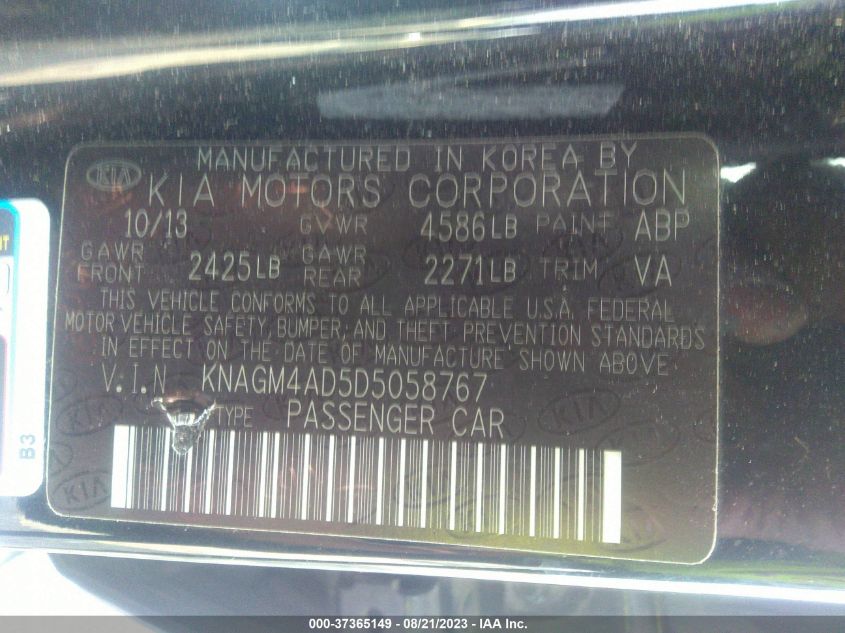 MANUFACTURED IN KOREA BY
KIA KIA MOTORS CORPORATION
10/13 GVWR 4586LB PAINT ABP
GAWR FRONT 2425LB GAWR REAR 2271LB TRIM VA
THIS VEHICLE CONFORMS TO ALL APPLICABLE U.S.A. FEDERAL
MOTOR VEHICLE SAFETY, BUMPER, AND THEFT PREVENTION STANDARDS
IN EFFECT ON THE DATE OF MANUFACTURE SHOWN ABOVE
V.I.N KNAGM4AD5D5058767
TYPE PASSENGER CAR
B3
000-37365149 - 08/21/2023 - IAA Inc.